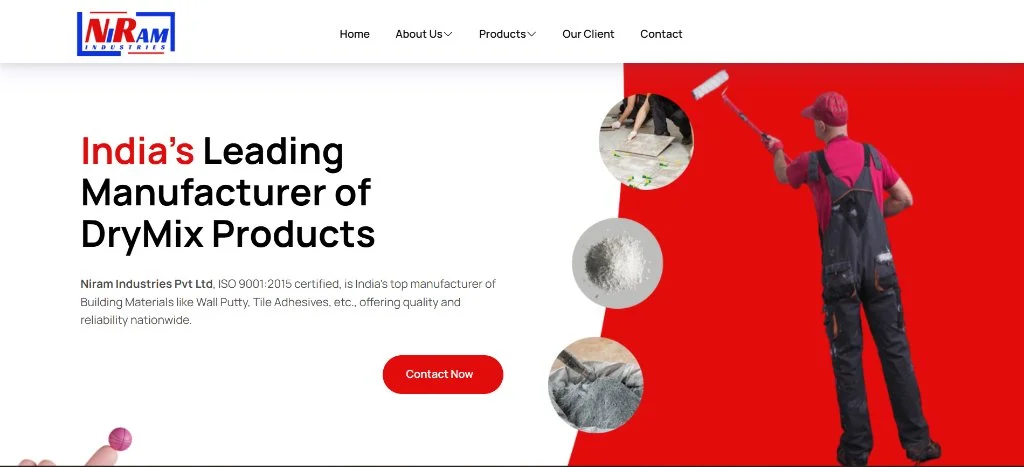 NiRAM
INDUSTRIES
Home About Us Products Our Client Contact
India's Leading
Manufacturer of
DryMix Products
Niram Industries Pvt Ltd, ISO 9001:2015 certified, is India's top manufacturer of
Building Materials like Wall Putty, Tile Adhesives, etc., offering quality and
reliability nationwide.
Contact Now